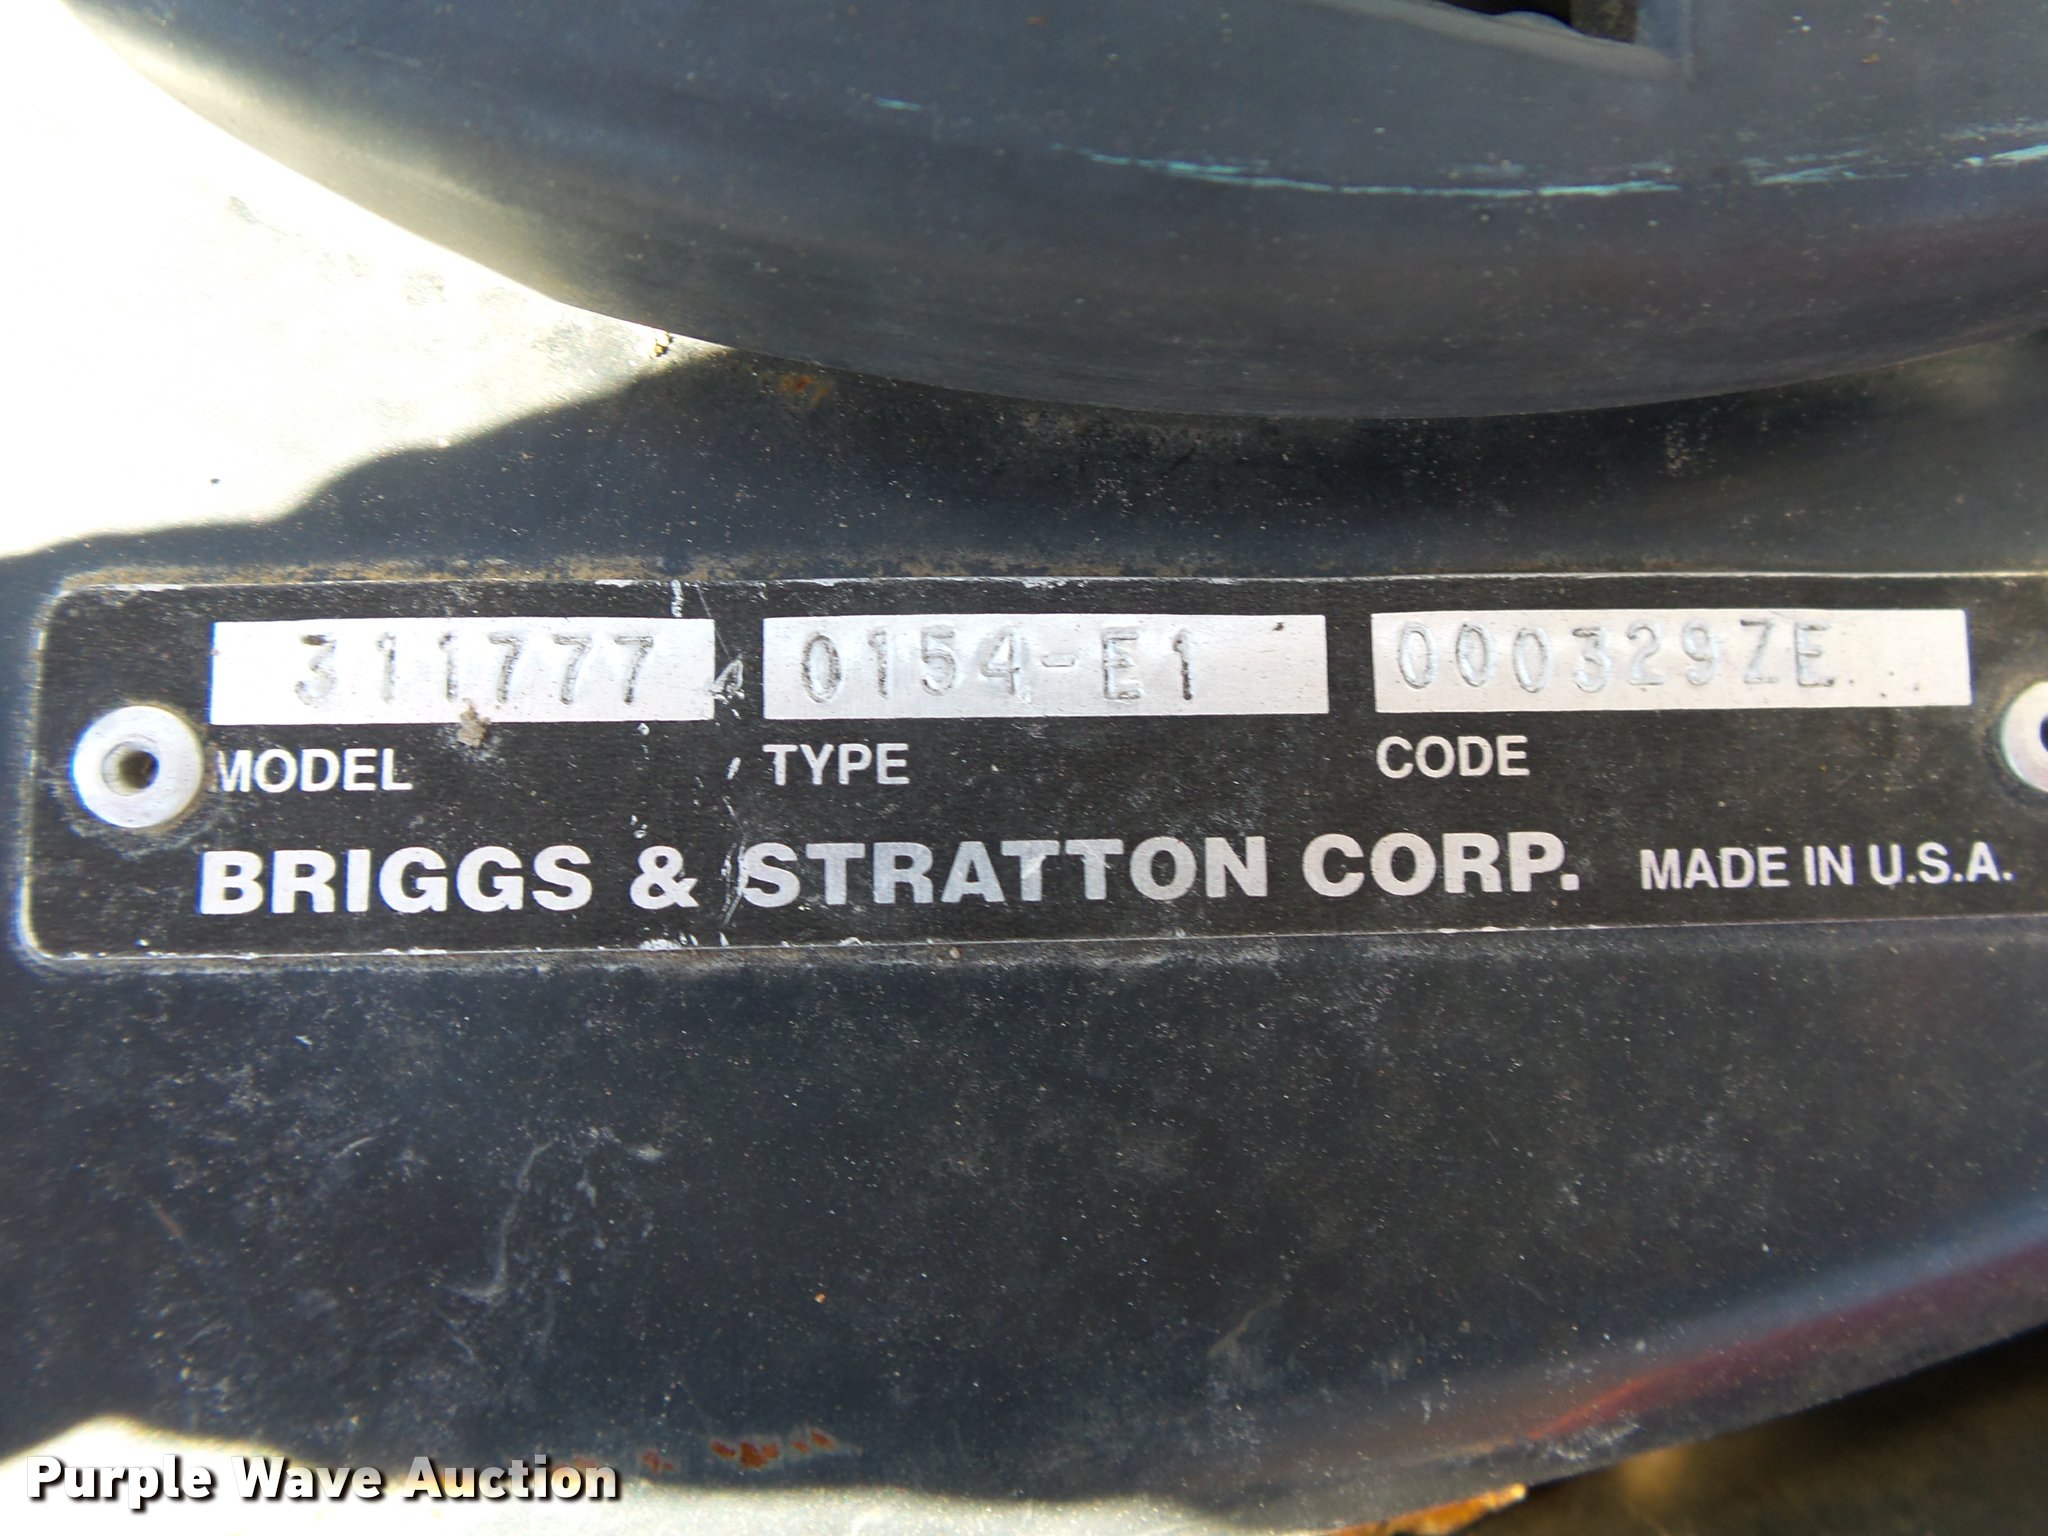 311777 0154-E1 000329ZE
MODEL TYPE CODE
BRIGGS & STRATTON CORP. MADE IN U.S.A.
Purple Wave Auction